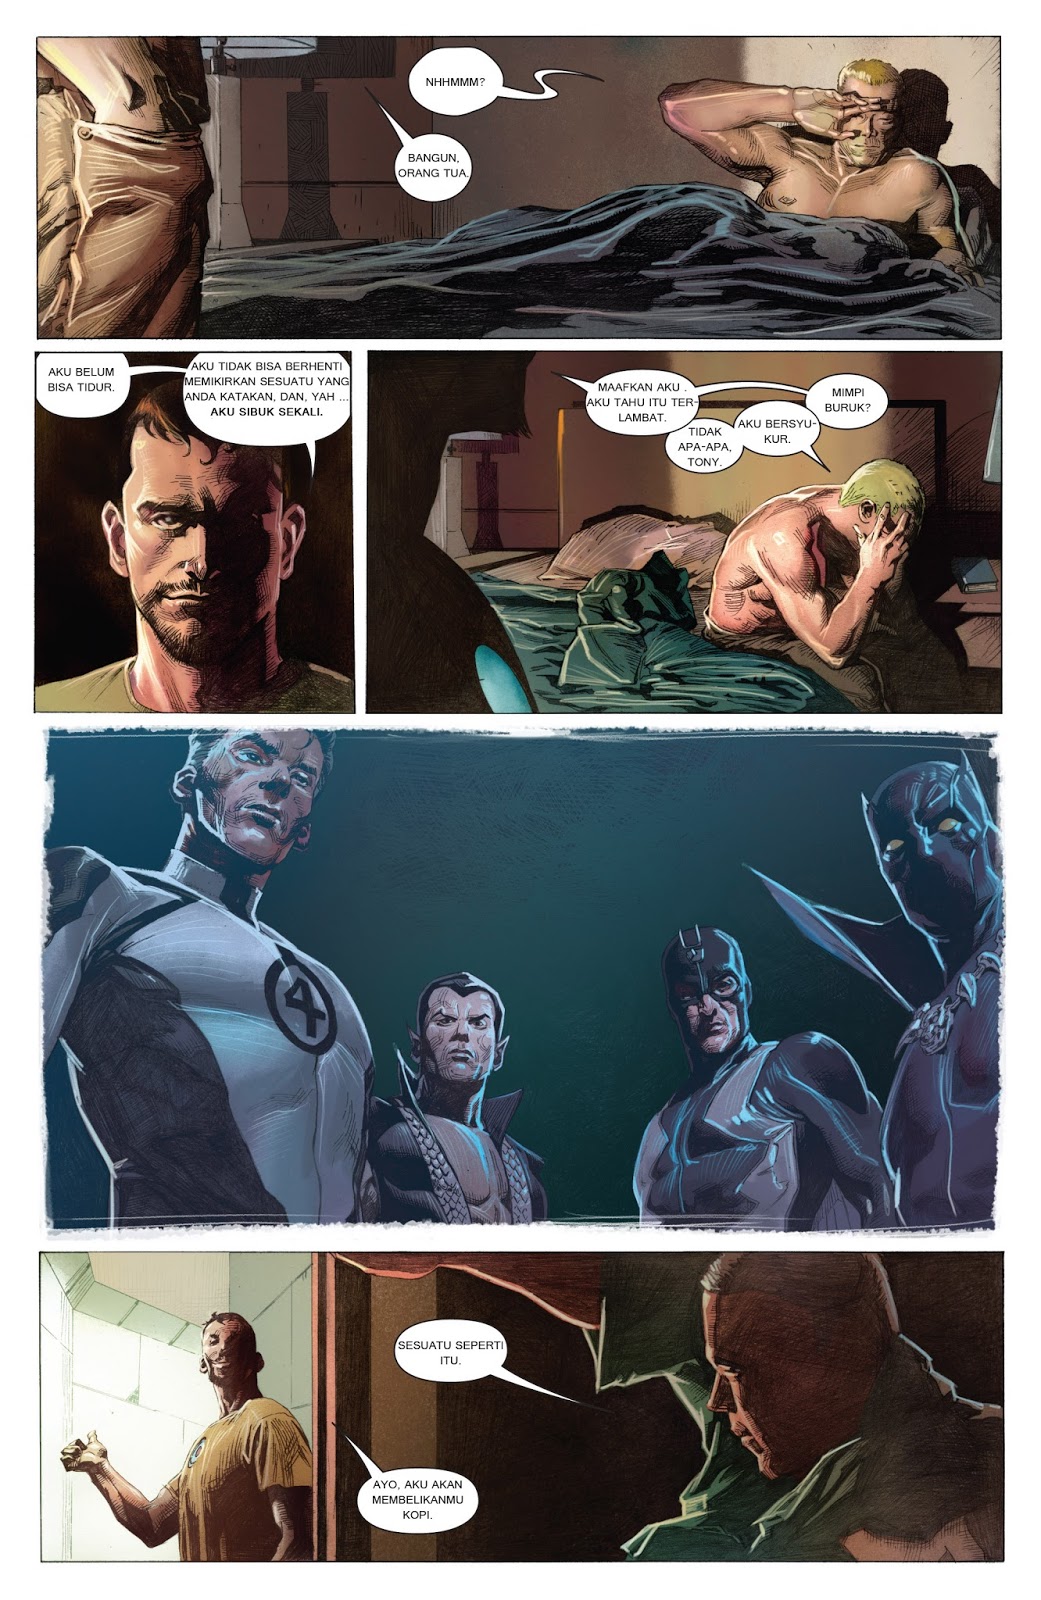 NHHMMM?
BANGUN,
ORANG TUA.
AKU BELUM
BISA TIDUR.
AKU TIDAK BISA BERHENTI
MEMIKIRKAN SESUATU YANG
ANDA KATAKAN, DAN, YAH ...
AKU SIBUK SEKALI.
MAAFKAN AKU .
AKU TAHU ITU TER-
LAMBAT.
TIDAK
APA-APA,
TONY.
AKU BERSYU-
KUR.
MIMPI
BURUK?
4
SESUATU SEPERTI
ITU.
AYO, AKU AKAN
MEMBELIKANMU
KOPI.